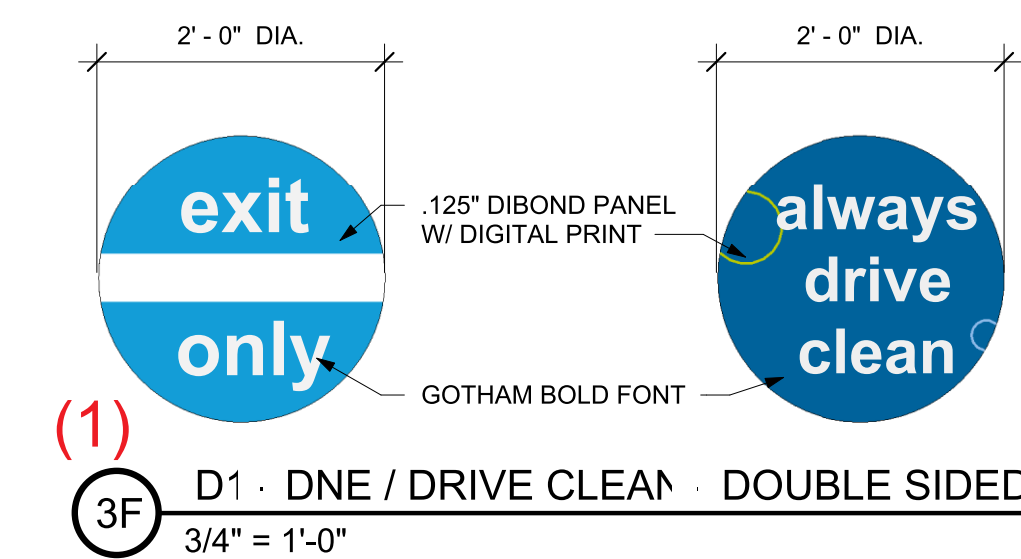 2' - 0" DIA.
2' - 0" DIA.
exit
only
.125" DIBOND PANEL
W/ DIGITAL PRINT
GOTHAM BOLD FONT
always
drive
clean
(1)
3F
D1 · DNE / DRIVE CLEAN · DOUBLE SIDED
3/4" = 1'-0"